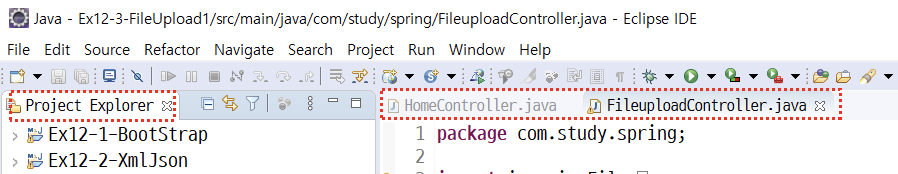 Java - Ex12-3-FileUpload1/src/main/java/com/study/spring/FileuploadController.java - Eclipse IDE
File Edit Source Refactor Navigate Search Project Run Window Help
Project Explorer HomeController.java FileuploadController.java
Ex12-1-BootStrap 1 package com.study.spring;
Ex12-2-XmlJson 2